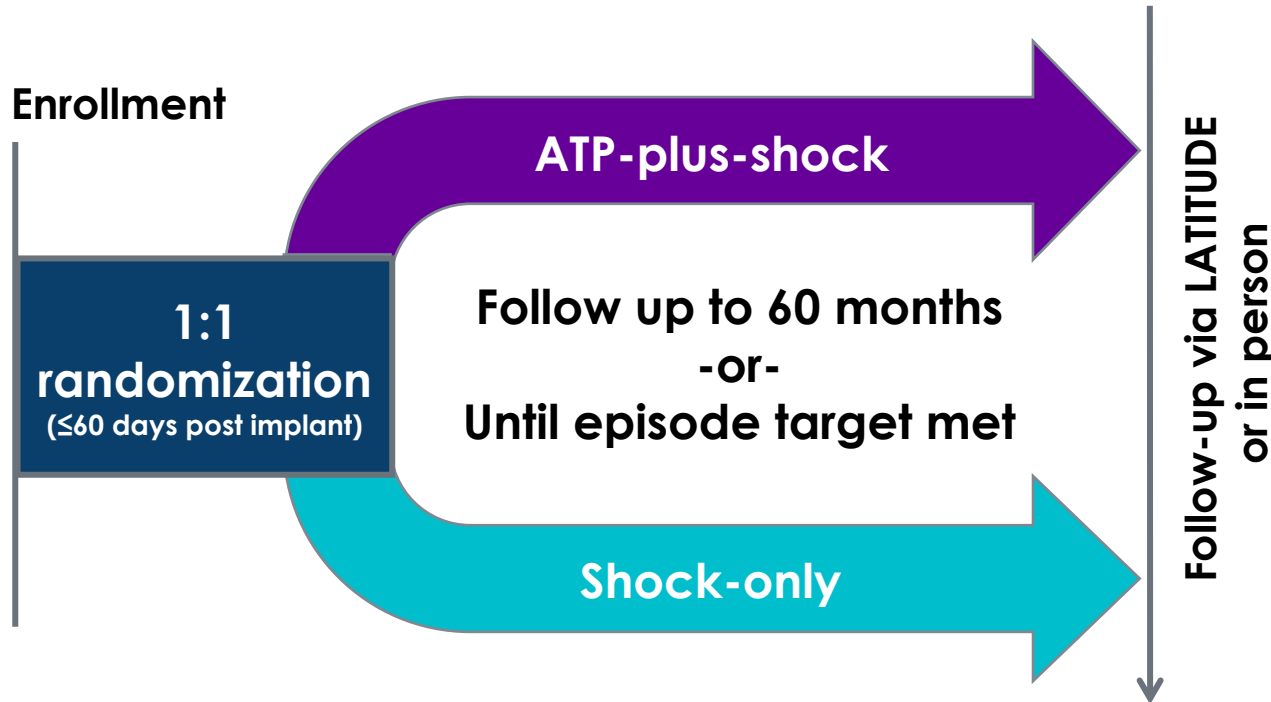 Enrollment
1:1
randomization
(≤60 days post implant)
ATP-plus-shock
Follow up to 60 months
-or-
Until episode target met
Shock-only
Follow-up via LATITUDE
or in person